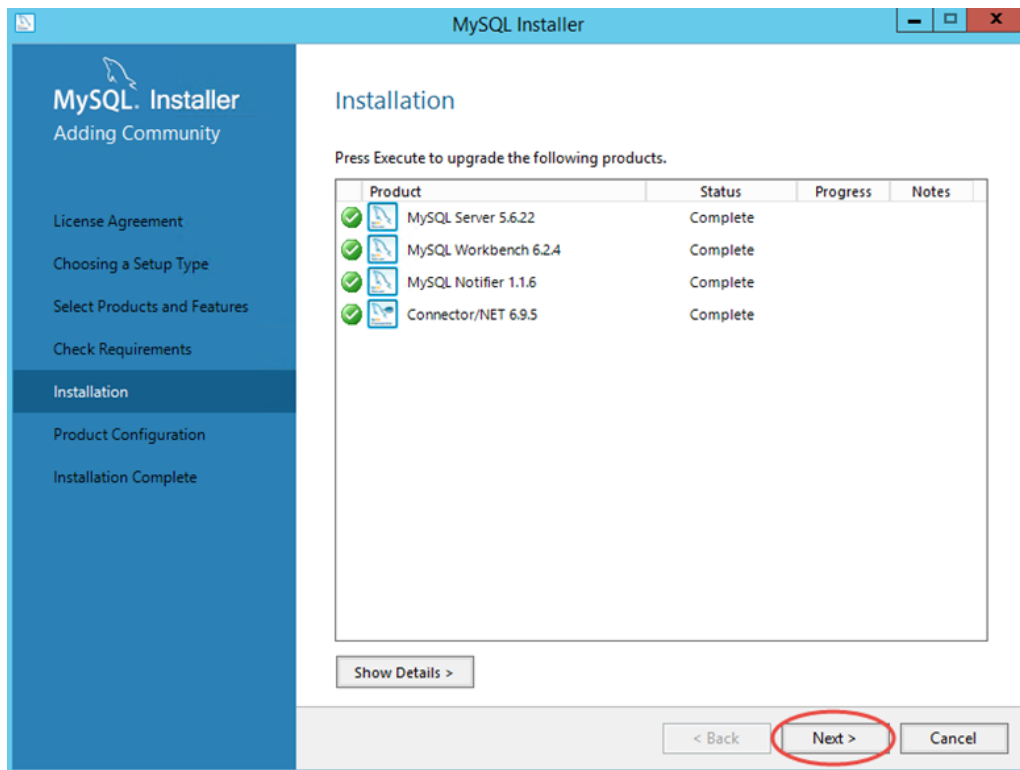 MySQL Installer
MySQL. Installer
Adding Community
License Agreement
Choosing a Setup Type
Select Products and Features
Check Requirements
Installation
Product Configuration
Installation Complete
Installation
Press Execute to upgrade the following products.
Product Status Progress Notes
MySQL Server 5.6.22 Complete
MySQL Workbench 6.2.4 Complete
MySQL Notifier 1.1.6 Complete
Connector/NET 6.9.5 Complete
Show Details >
< Back Next > Cancel